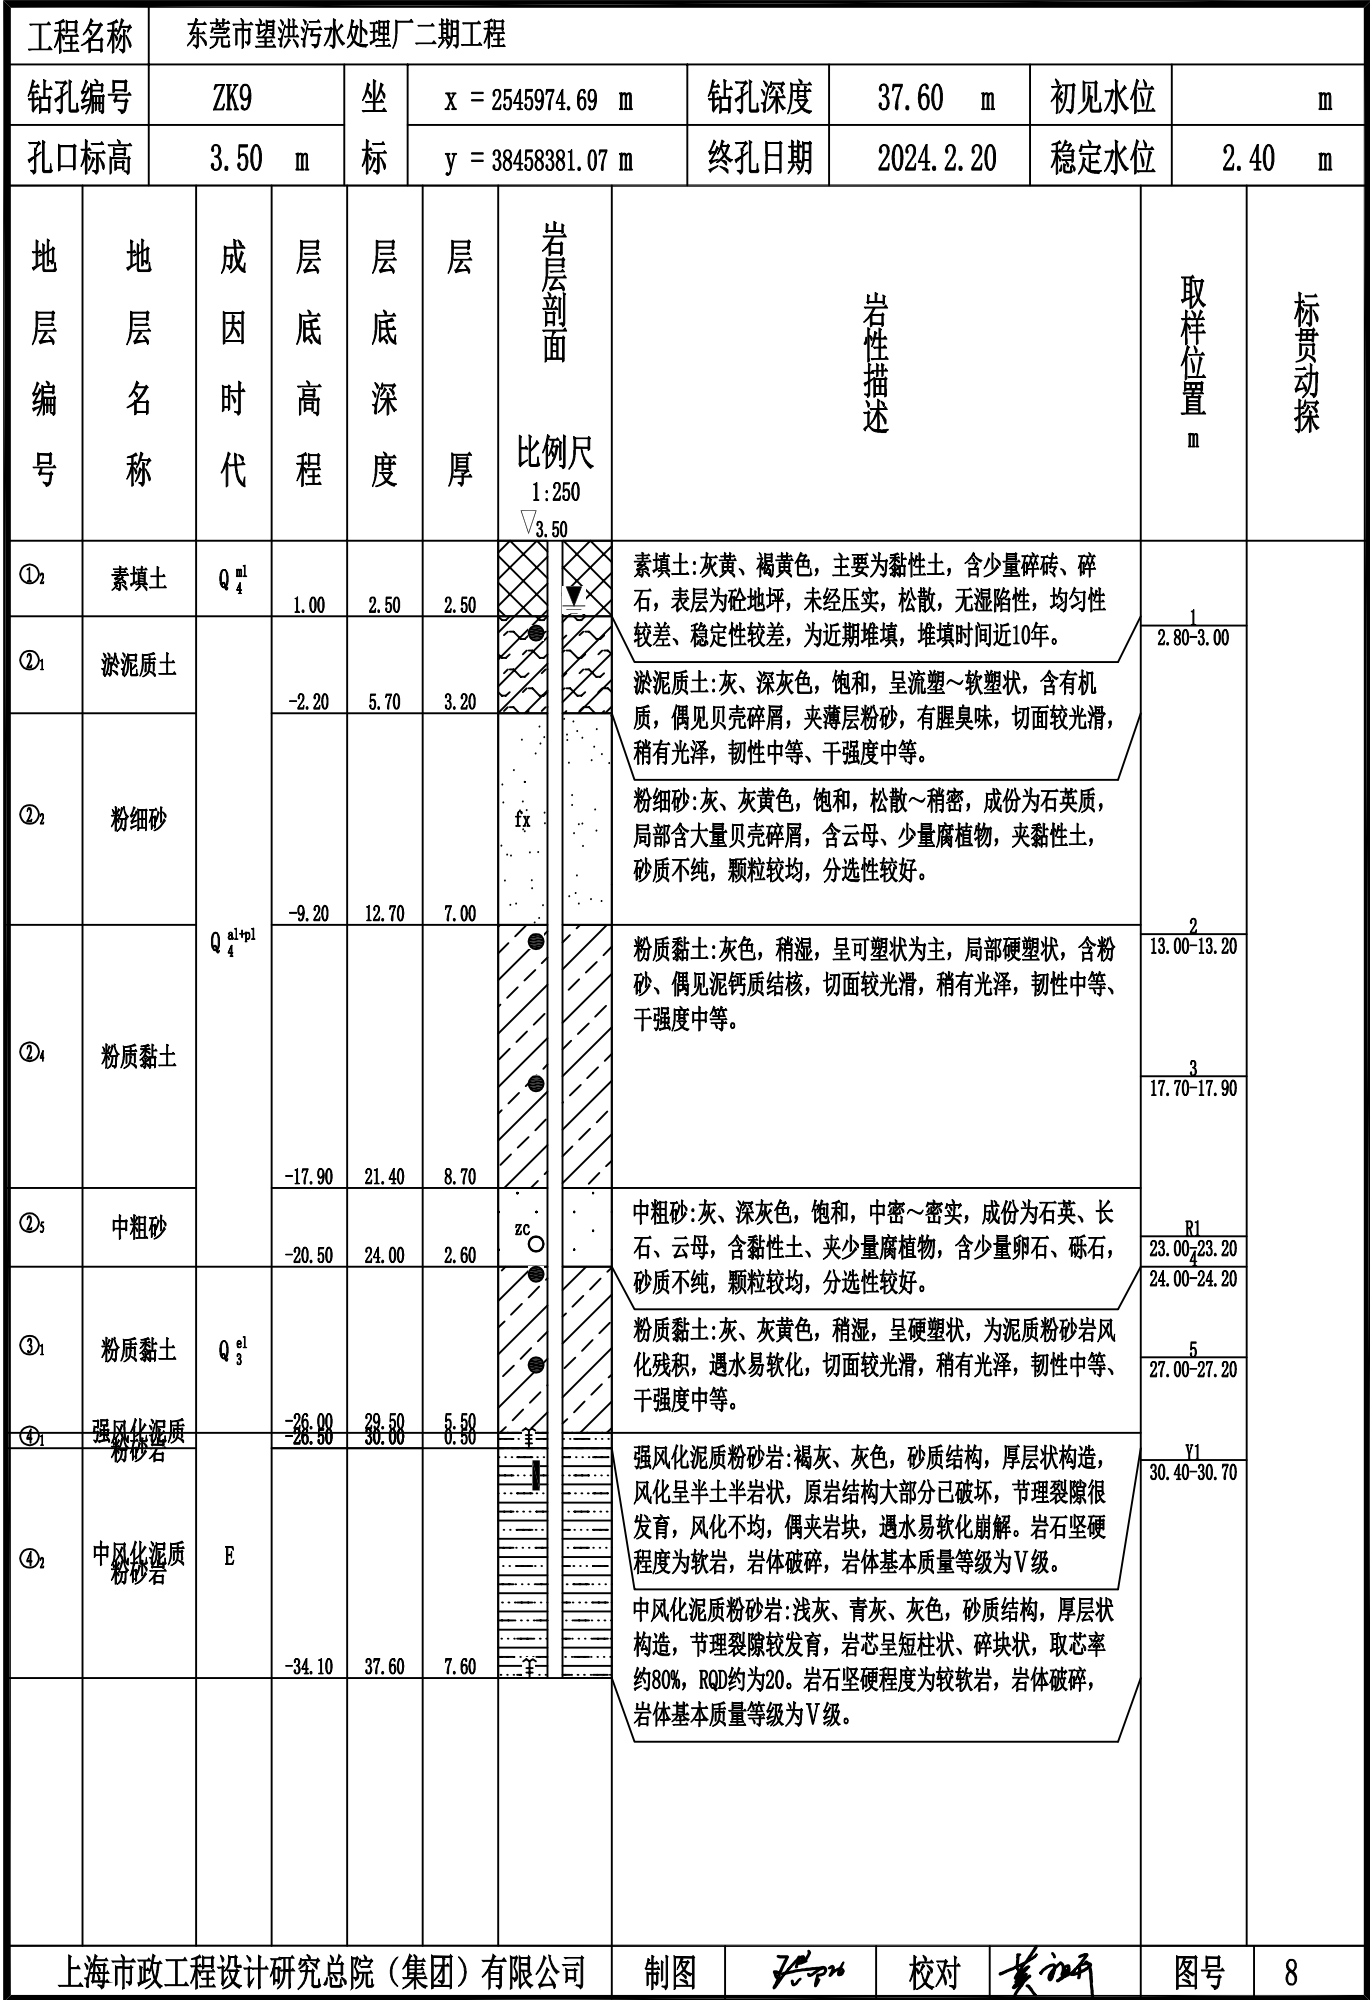 工程名称 东莞市望洪污水处理厂二期工程
钻孔编号 ZK9 坐标 x = 2545974.69 m 钻孔深度 37.60 m 初见水位 m
孔口标高 3.50 m y = 38458381.07 m 终孔日期 2024.2.20 稳定水位 2.40 m
地层编号 地层名称 成因时代 层底高程 层底深度 层厚 岩层剖面 比例尺 1:250 岩性描述 取样位置 m 标贯动探
3.50
①2 素填土 Q4ml 1.00 2.50 2.50
素填土:灰黄、褐黄色，主要为黏性土，含少量碎砖、碎
石，表层为砼地坪，未经压实，松散，无湿陷性，均匀性
较差、稳定性较差，为近期堆填，堆填时间近10年。
1
2.80-3.00
②1 淤泥质土 -2.20 5.70 3.20
淤泥质土:灰、深灰色，饱和，呈流塑～软塑状，含有机
质，偶见贝壳碎屑，夹薄层粉砂，有腥臭味，切面较光滑，
稍有光泽，韧性中等、干强度中等。
②2 粉细砂 -9.20 12.70 7.00 fx
粉细砂:灰、灰黄色，饱和，松散～稍密，成份为石英质，
局部含大量贝壳碎屑，含云母、少量腐植物，夹黏性土，
砂质不纯，颗粒较均，分选性较好。
Q4al+pl
2
13.00-13.20
②4 粉质黏土 -17.90 21.40 8.70
粉质黏土:灰色，稍湿，呈可塑状为主，局部硬塑状，含粉
砂、偶见泥钙质结核，切面较光滑，稍有光泽，韧性中等、
干强度中等。
3
17.70-17.90
②5 中粗砂 -20.50 24.00 2.60 zc
中粗砂:灰、深灰色，饱和，中密～密实，成份为石英、长
石、云母，含黏性土、夹少量腐植物，含少量卵石、砾石，
砂质不纯，颗粒较均，分选性较好。
R1
23.00-23.20
4
24.00-24.20
③1 粉质黏土 Q3el -26.00 29.50 5.50
粉质黏土:灰、灰黄色，稍湿，呈硬塑状，为泥质粉砂岩风
化残积，遇水易软化，切面较光滑，稍有光泽，韧性中等、
干强度中等。
5
27.00-27.20
④1 强风化泥质
粉砂岩 -26.50 30.00 0.50
强风化泥质粉砂岩:褐灰、灰色，砂质结构，厚层状构造，
风化呈半土半岩状，原岩结构大部分已破坏，节理裂隙很
发育，风化不均，偶夹岩块，遇水易软化崩解。岩石坚硬
程度为软岩，岩体破碎，岩体基本质量等级为Ⅴ级。
Y1
30.40-30.70
④2 中风化泥质
粉砂岩 E -34.10 37.60 7.60
中风化泥质粉砂岩:浅灰、青灰、灰色，砂质结构，厚层状
构造，节理裂隙较发育，岩芯呈短柱状、碎块状，取芯率
约80%，RQD约为20。岩石坚硬程度为较软岩，岩体破碎，
岩体基本质量等级为Ⅴ级。
上海市政工程设计研究总院（集团）有限公司 制图 校对 图号 8